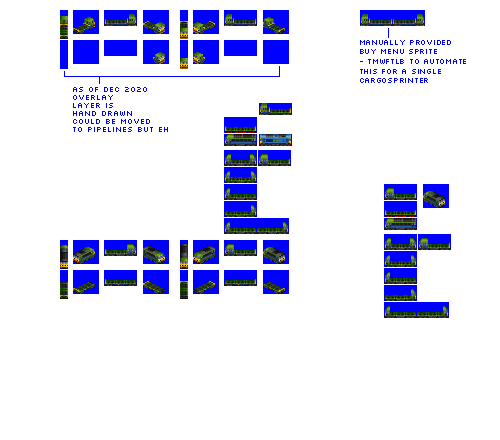 MANUALLY PROVIDED
BUY MENU SPRITE
- TMWFTLB TO AUTOMATE
THIS FOR A SINGLE
CARGOSPRINTER
AS OF DEC 2020
OVERLAY
LAYER IS
HAND DRAWN
COULD BE MOVED
TO PIPELINES BUT EH